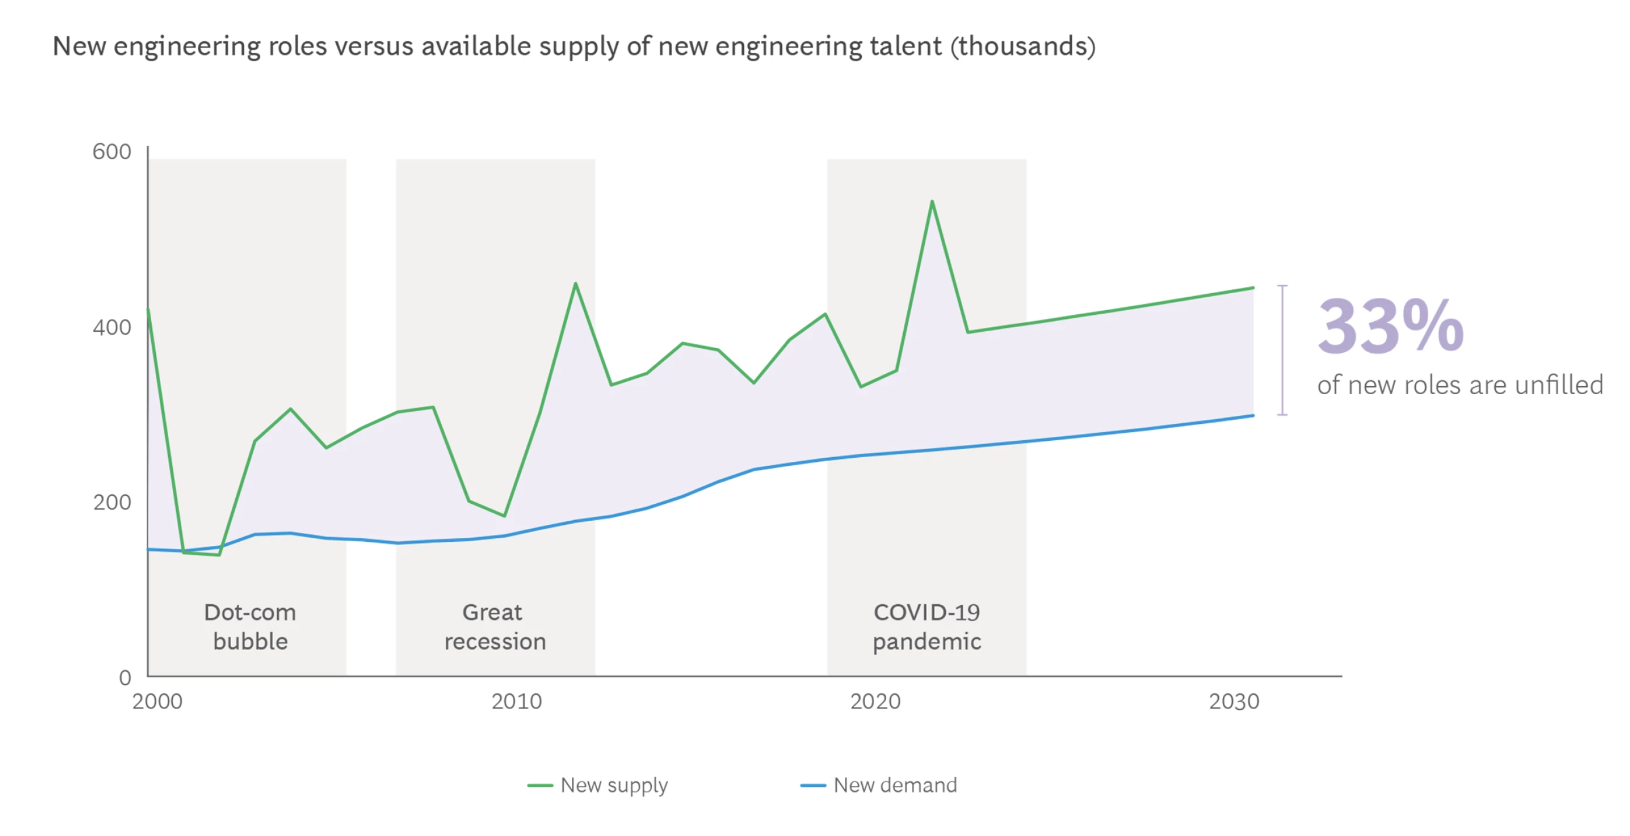 New engineering roles versus available supply of new engineering talent (thousands)
600
400
200
0
Dot-com
bubble
Great
recession
COVID-19
pandemic
33%
of new roles are unfilled
2000
2010
2020
2030
New supply
New demand